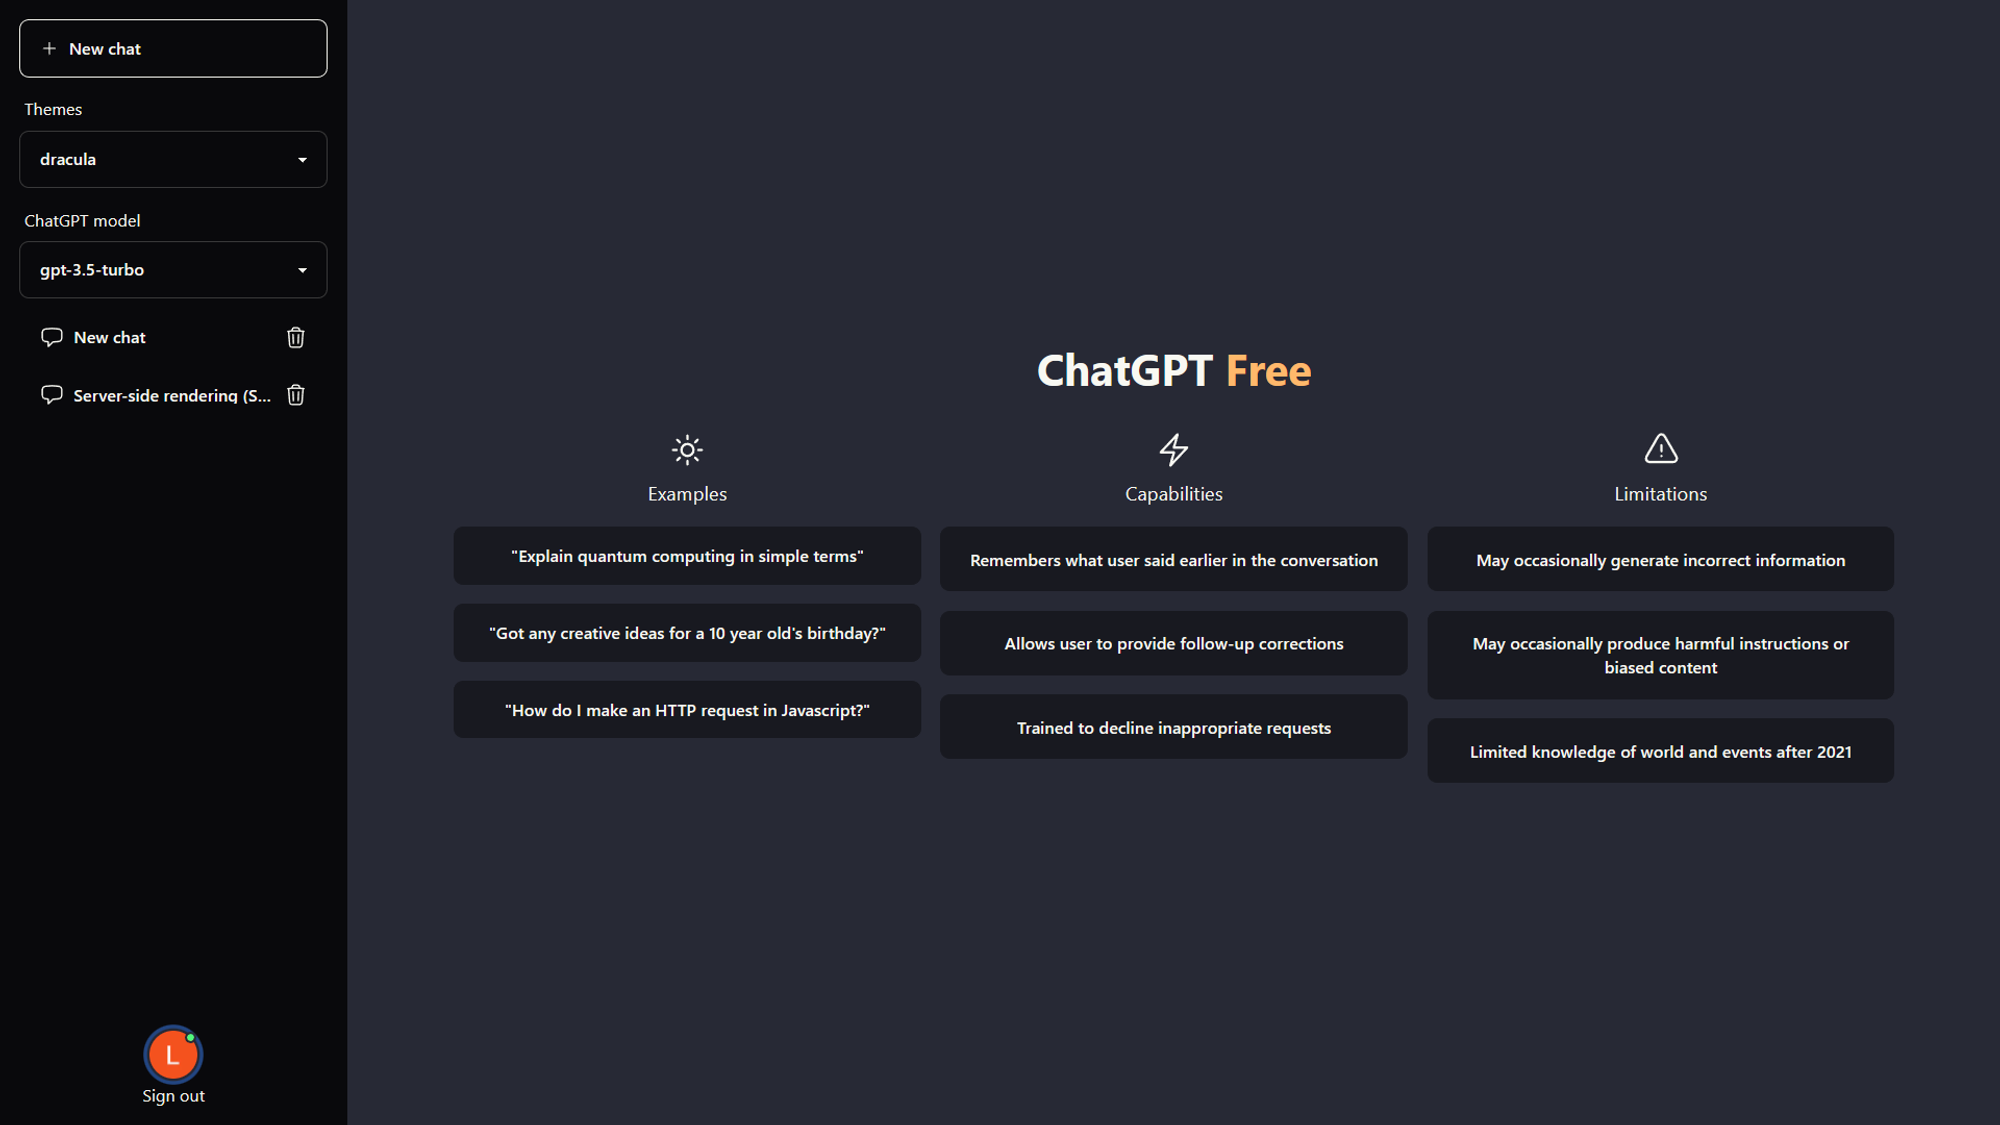 New chat
Themes
dracula
ChatGPT model
gpt-3.5-turbo
New chat
Server-side rendering (S...
L
Sign out
ChatGPT Free
Examples
"Explain quantum computing in simple terms"
"Got any creative ideas for a 10 year old's birthday?"
"How do I make an HTTP request in Javascript?"
Capabilities
Remembers what user said earlier in the conversation
Allows user to provide follow-up corrections
Trained to decline inappropriate requests
Limitations
May occasionally generate incorrect information
May occasionally produce harmful instructions or
biased content
Limited knowledge of world and events after 2021